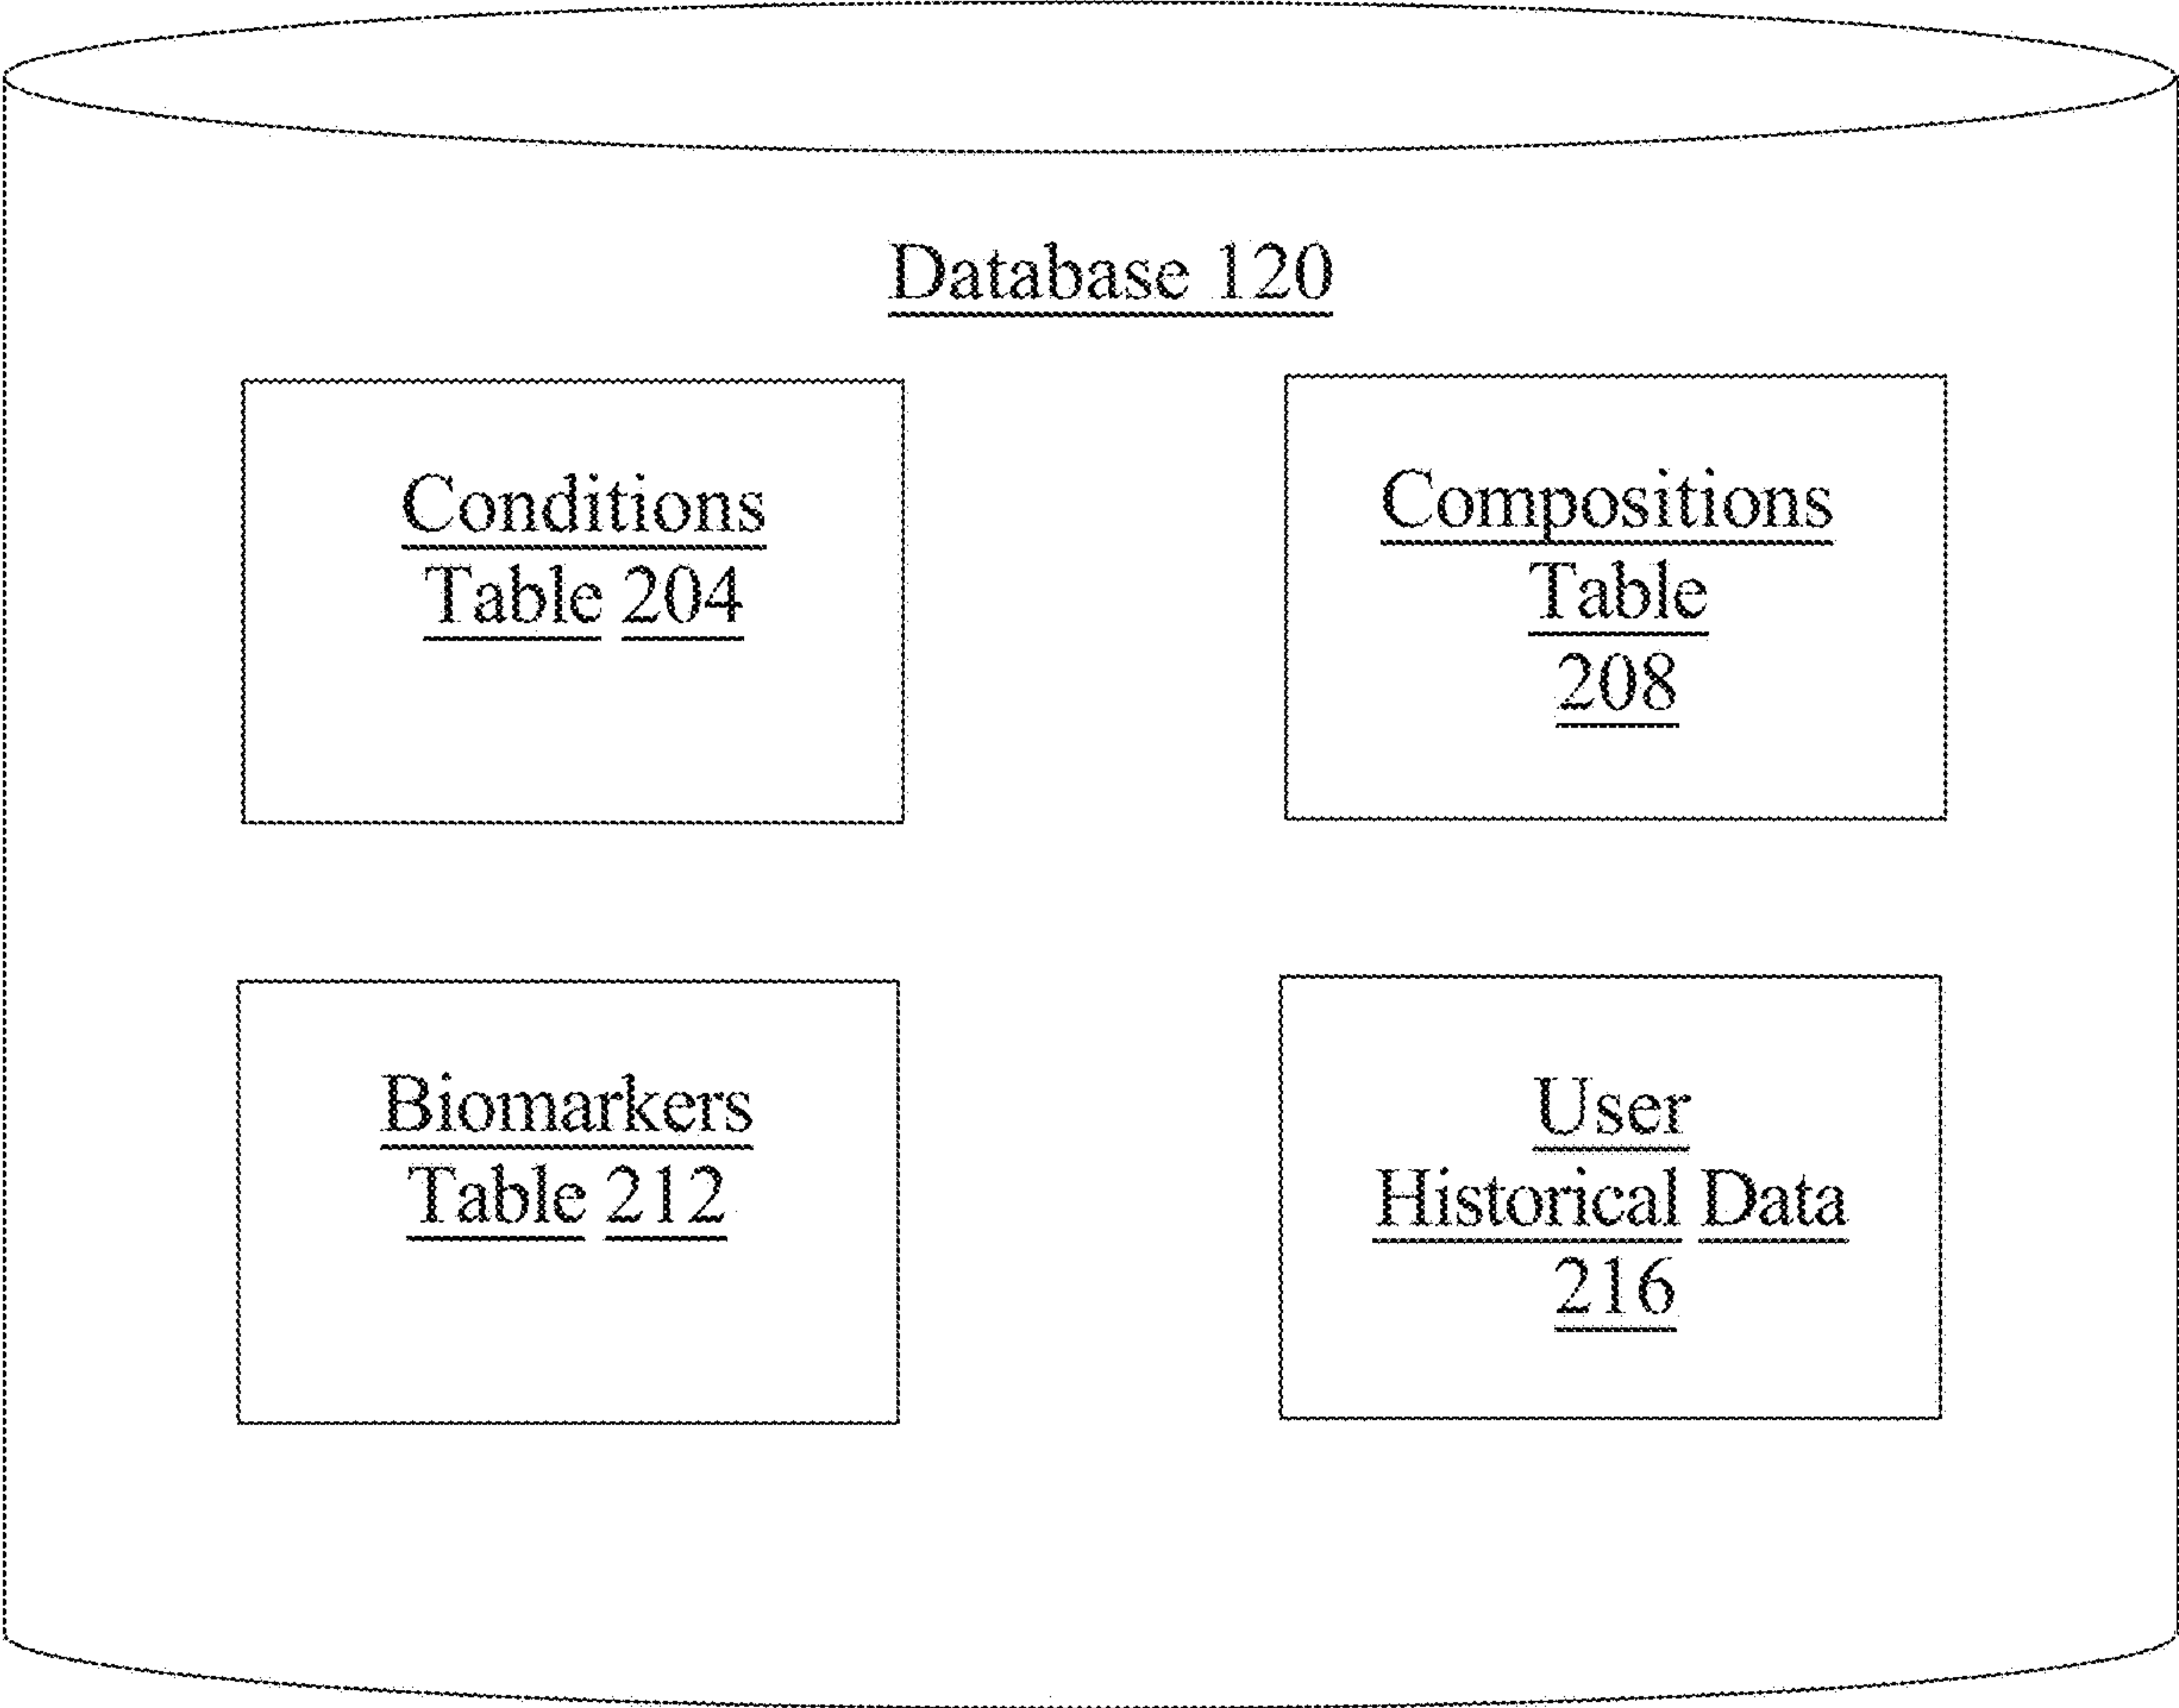 Database 120
Conditions
Table 204
Compositions
Table
208
Biomarkers
Table 212
User
Historical Data
216